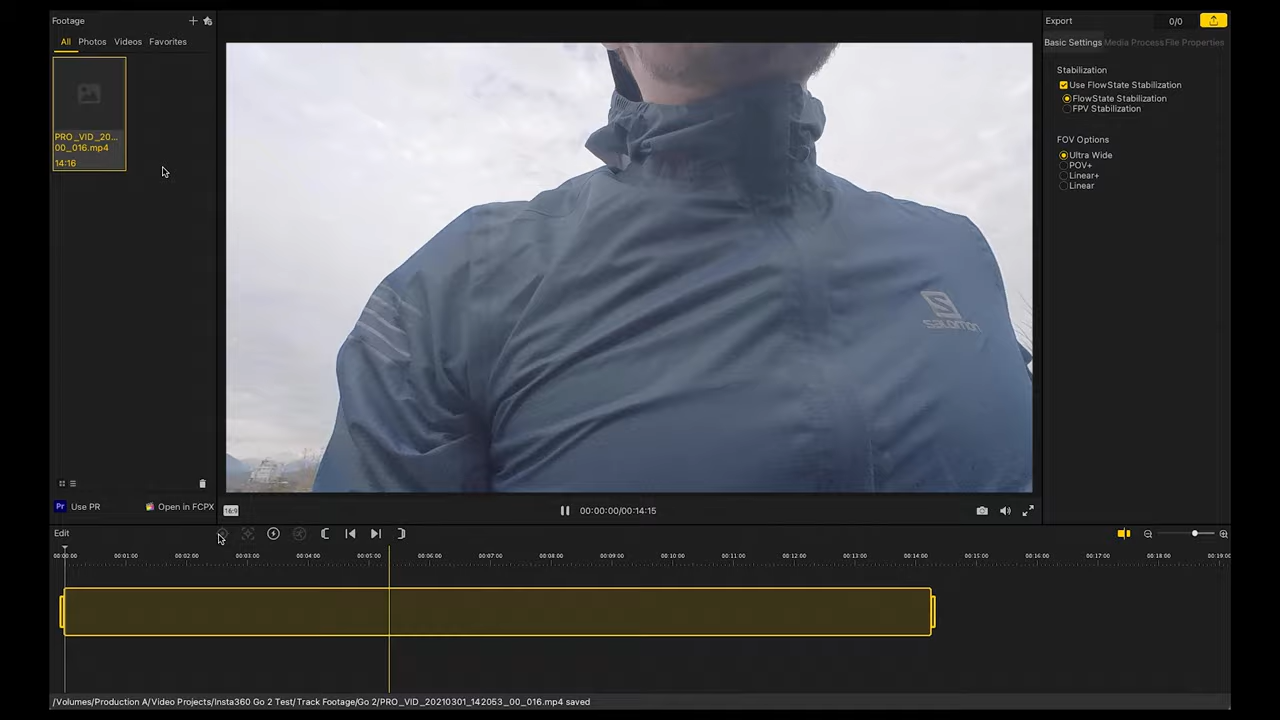 Footage
All Photos Videos Favorites
PRO_VID_20...
00_016.mp4
14:16
Pr Use PR Open in FCPX
salomon
16:9 00:00:00/00:14:15
Export 0/0
Basic Settings Media Process File Properties
Stabilization
Use FlowState Stabilization
FlowState Stabilization
FPV Stabilization
FOV Options
Ultra Wide
POV+
Linear+
Linear
Edit
00:00:00 00:01:00 00:02:00 00:03:00 00:04:00 00:05:00 00:06:00 00:07:00 00:08:00 00:09:00 00:10:00 00:11:00 00:12:00 00:13:00 00:14:00 00:15:00 00:16:00 00:17:00 00:18:00 00:19:00
/Volumes/Production A/Video Projects/Insta360 Go 2 Test/Track Footage/Go 2/PRO_VID_20210301_142053_00_016.mp4 saved